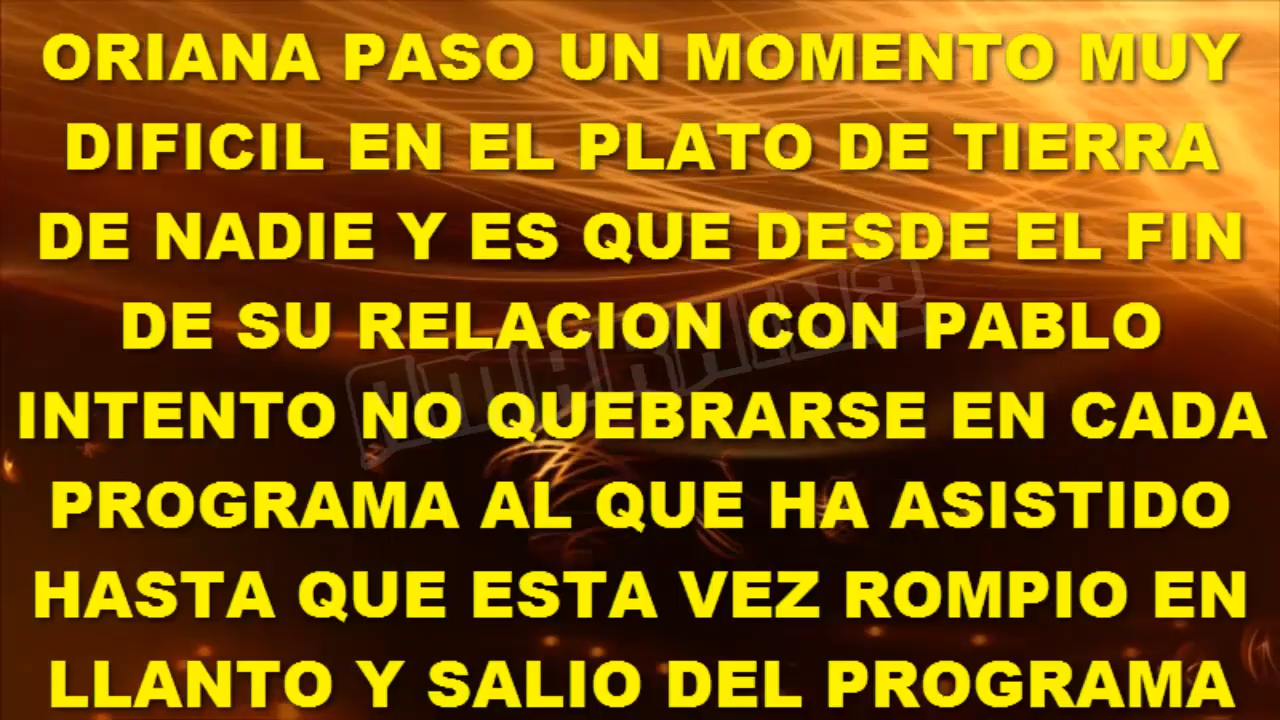 ORIANA PASO UN MOMENTO MUY
DIFICIL EN EL PLATO DE TIERRA
DE NADIE Y ES QUE DESDE EL FIN
DE SU RELACION CON PABLO
INTENTO NO QUEBRARSE EN CADA
PROGRAMA AL QUE HA ASISTIDO
HASTA QUE ESTA VEZ ROMPIO EN
LLANTO Y SALIO DEL PROGRAMA